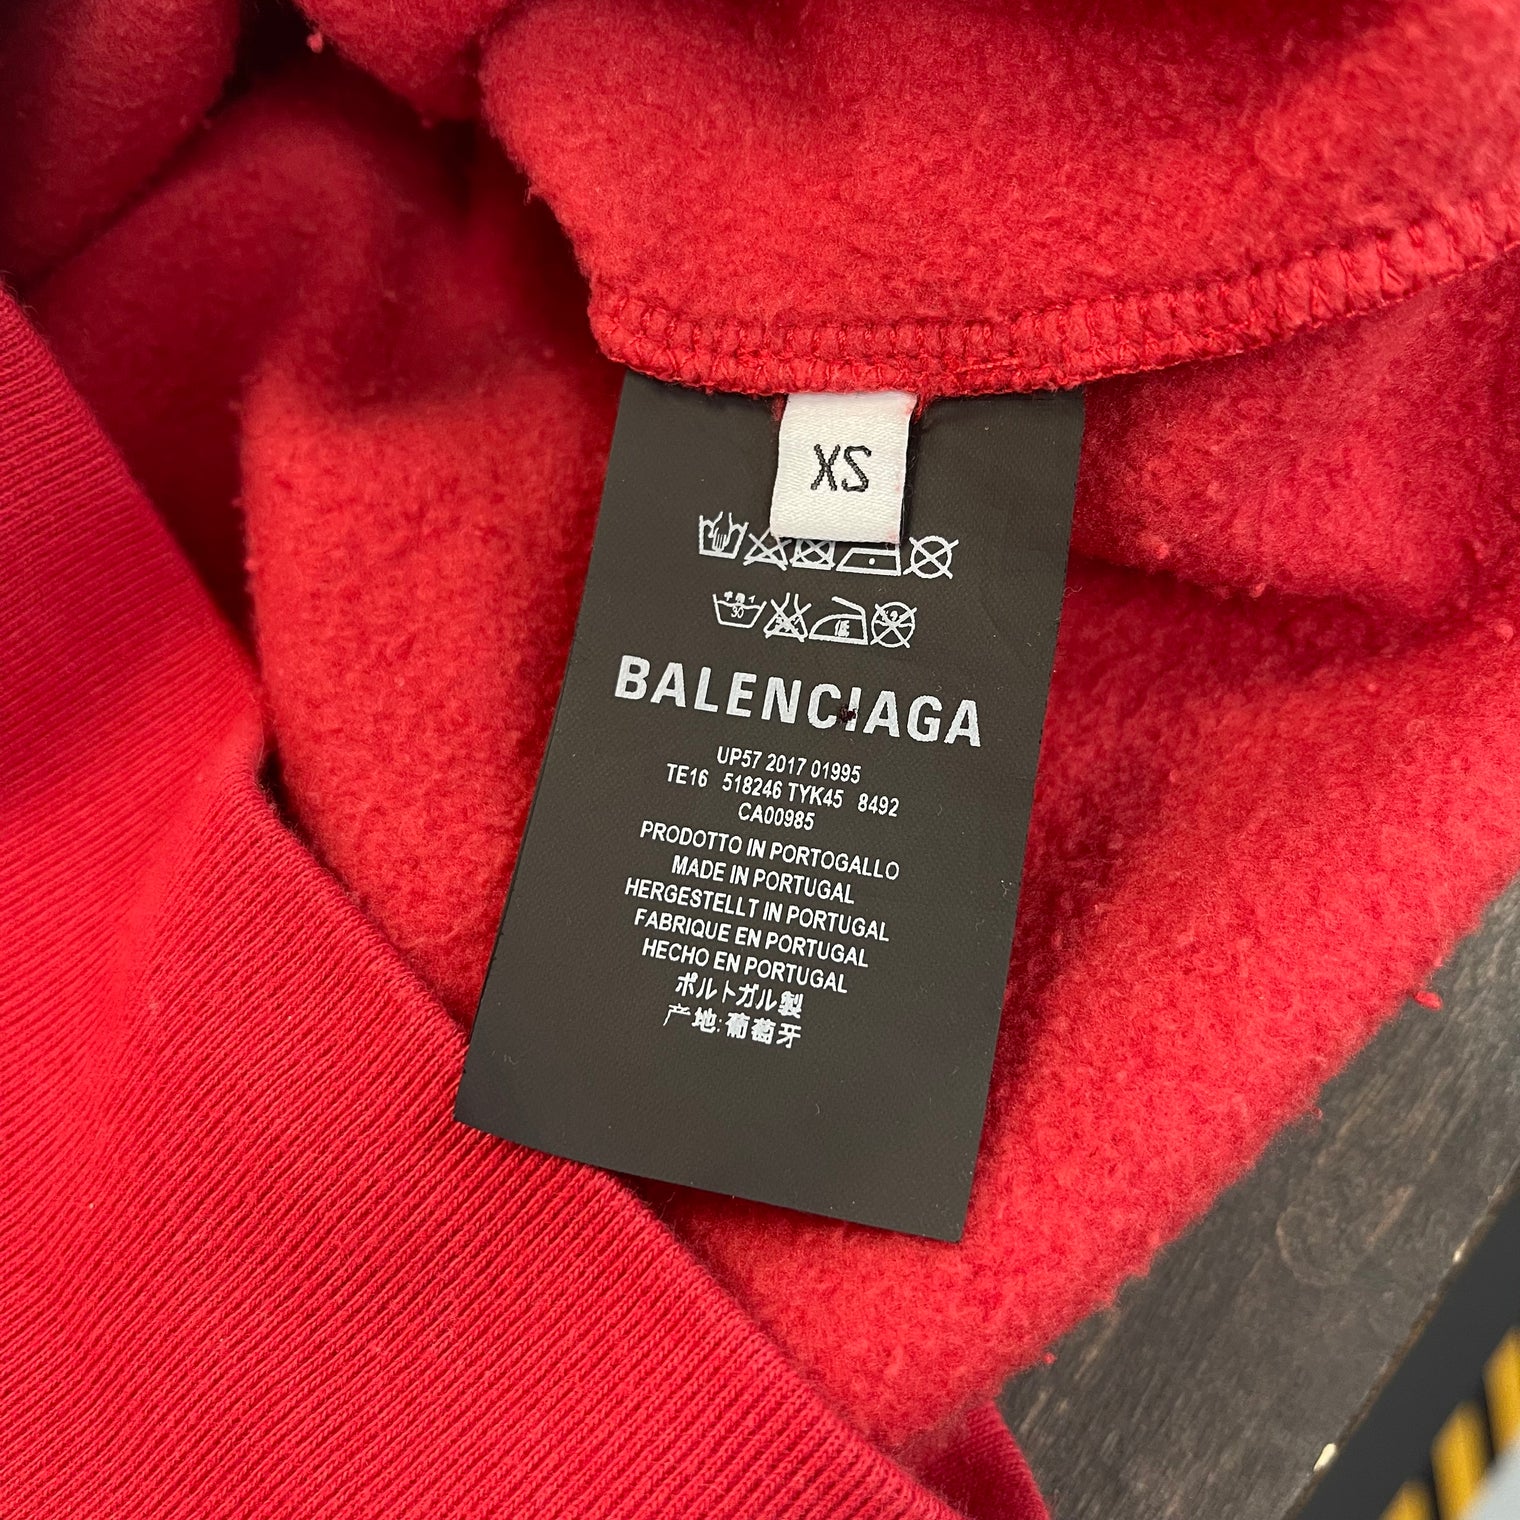 XS
30
BALENCIAGA
UP57 2017 01995
TE16 518246 TYK45 8492
CA00985
PRODOTTO IN PORTOGALLO
MADE IN PORTUGAL
HERGESTELLT IN PORTUGAL
FABRIQUE EN PORTUGAL
HECHO EN PORTUGAL
ポルトガル製
产地:葡萄牙